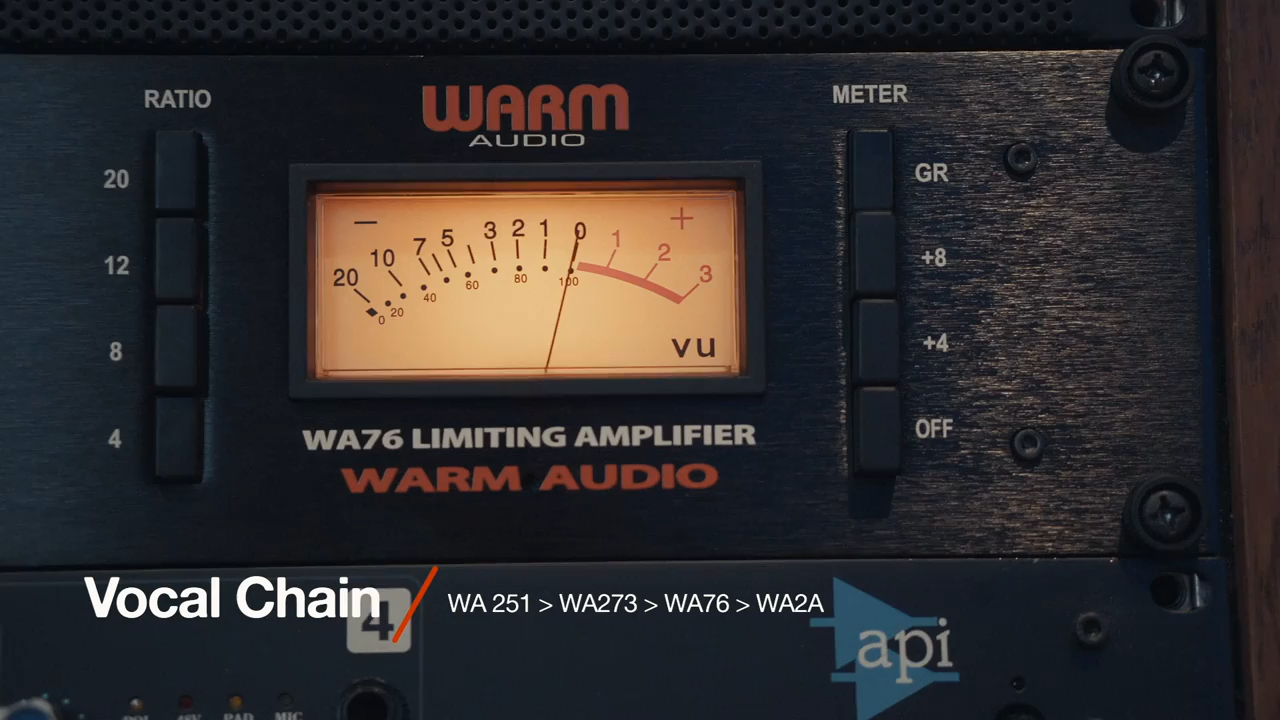 RATIO
WARM
AUDIO
METER
20
12
8
4
GR
+8
+4
OFF
− +
20 10 7 5 3 2 1 0 1 2 3
0 20 40 60 80 100
vu
WA76 LIMITING AMPLIFIER
WARM AUDIO
Vocal Chain
WA 251 > WA273 > WA76 > WA2A
4
api
PAD
MIC